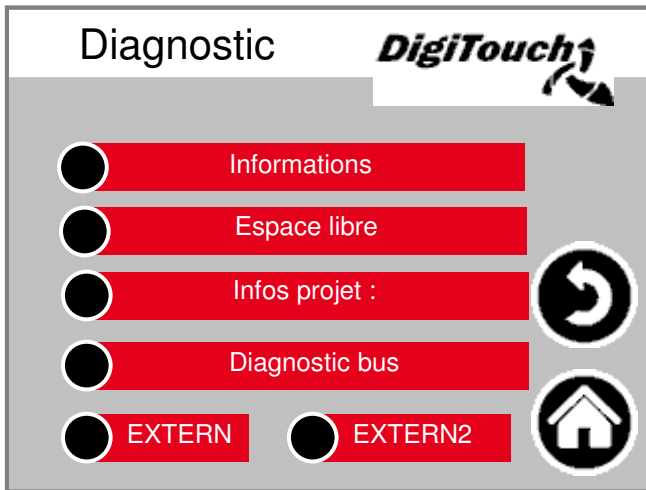 Diagnostic
DigiTouch
Informations
Espace libre
Infos projet :
Diagnostic bus
EXTERN
EXTERN2